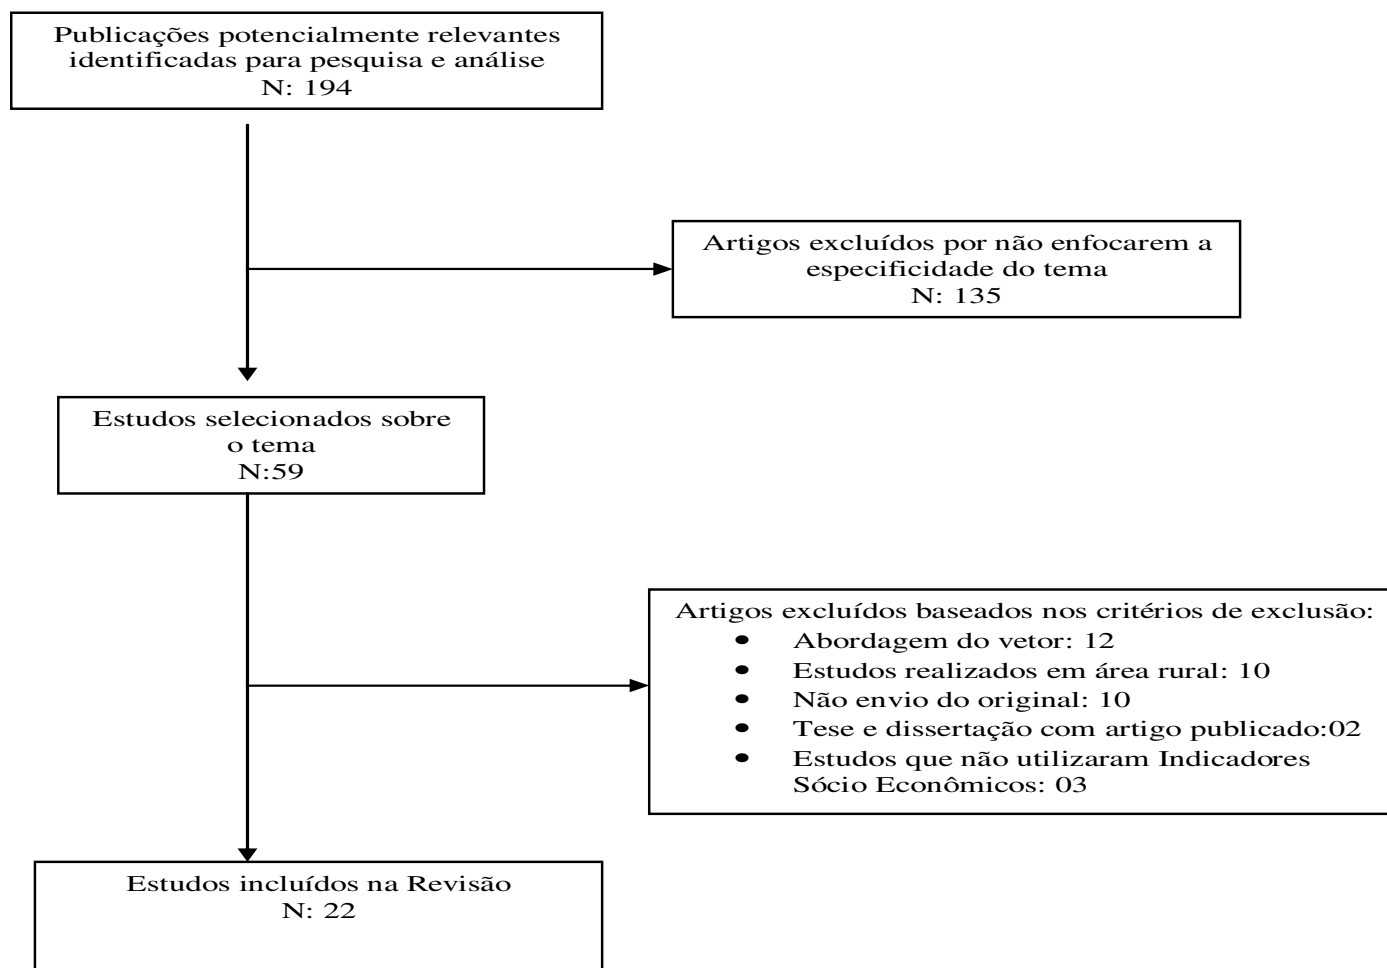 Publicações potencialmente relevantes
identificadas para pesquisa e análise
N: 194
Artigos excluídos por não enfocarem a
especificidade do tema
N: 135
Estudos selecionados sobre
o tema
N:59
Artigos excluídos baseados nos critérios de exclusão:
• Abordagem do vetor: 12
• Estudos realizados em área rural: 10
• Não envio do original: 10
• Tese e dissertação com artigo publicado:02
• Estudos que não utilizaram Indicadores
Sócio Econômicos: 03
Estudos incluídos na Revisão
N: 22